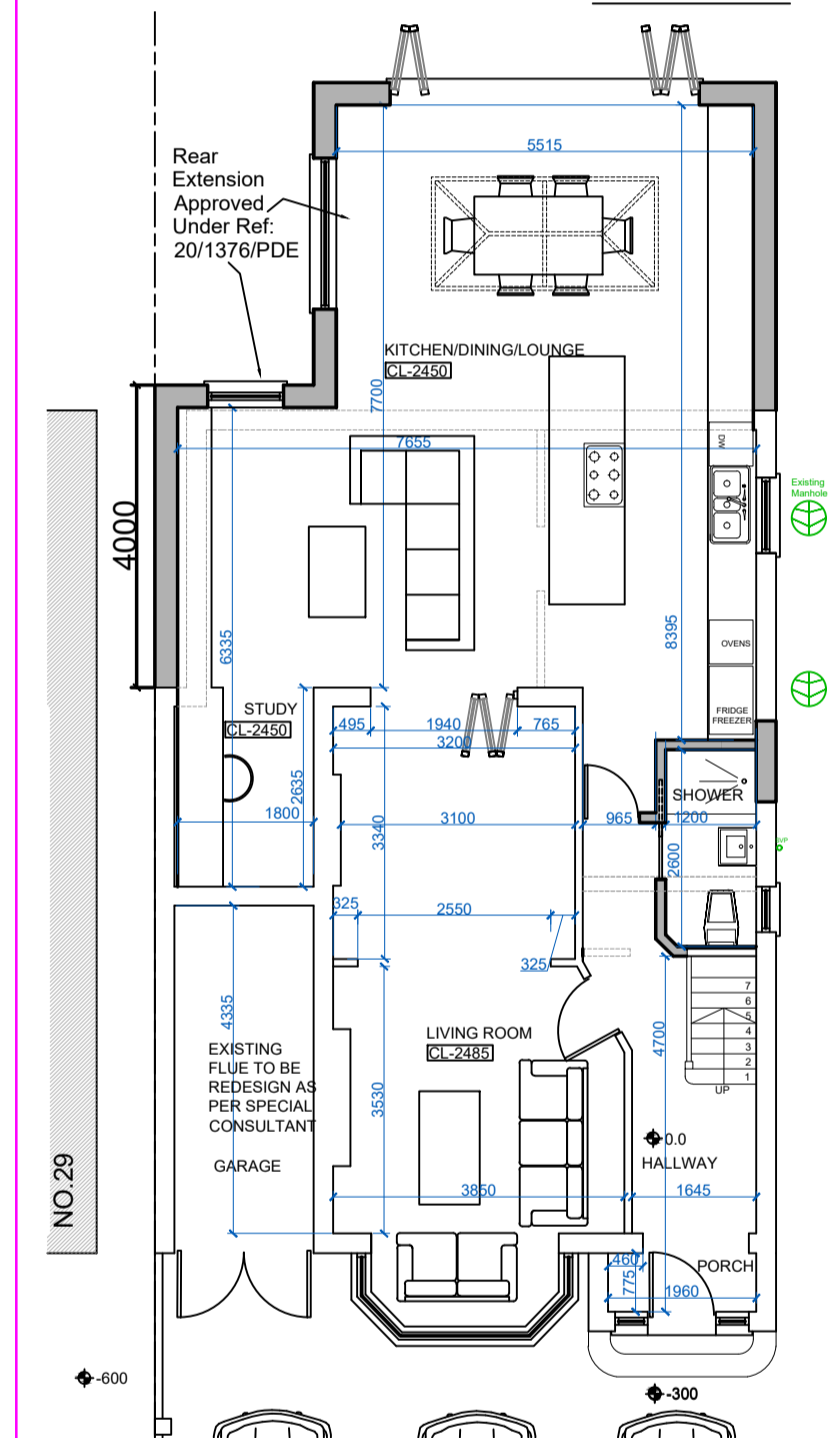 5515
Rear
Extension
Approved
Under Ref:
20/1376/PDE
KITCHEN/DINING/LOUNGE
CL-2450
7700
7655
DW
Existing
Manhole
4000
6335
8395
OVENS
FRIDGE
FREEZER
STUDY
CL-2450
495
1940
765
3200
2635
1800
3340
3100
965
SHOWER
1200
SVP
2600
325
2550
325
4335
EXISTING
FLUE TO BE
REDESIGN AS
PER SPECIAL
CONSULTANT
GARAGE
LIVING ROOM
CL-2485
3530
4700
7
6
5
4
3
2
1
UP
0.0
HALLWAY
NO.29
3850
1645
460
775
PORCH
1960
-600
-300